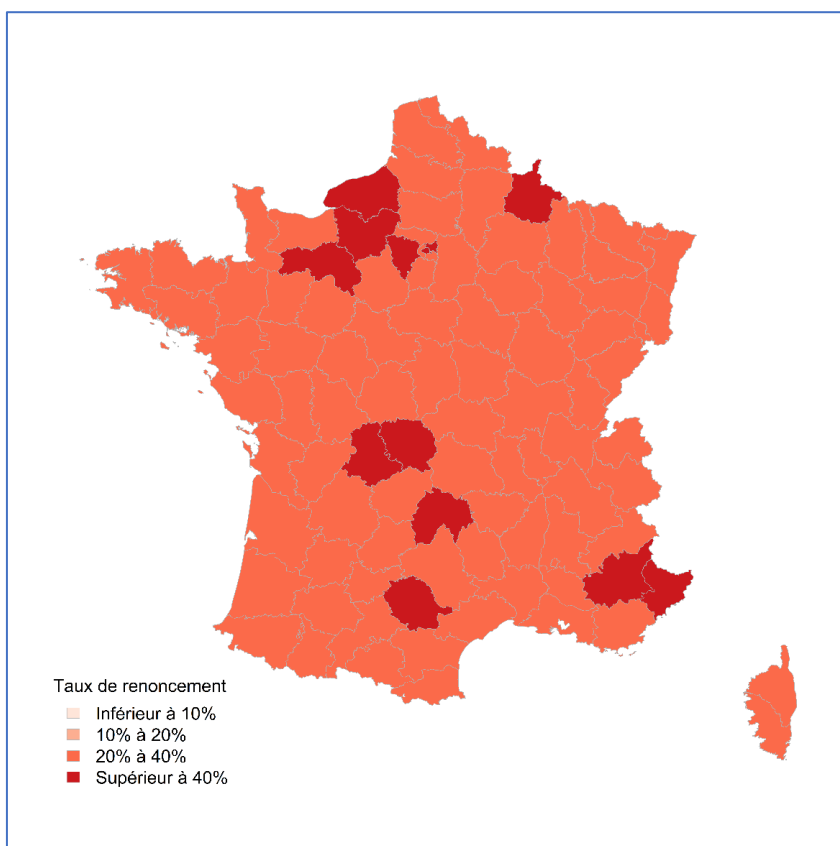 Taux de renoncement
Inférieur à 10%
10% à 20%
20% à 40%
Supérieur à 40%